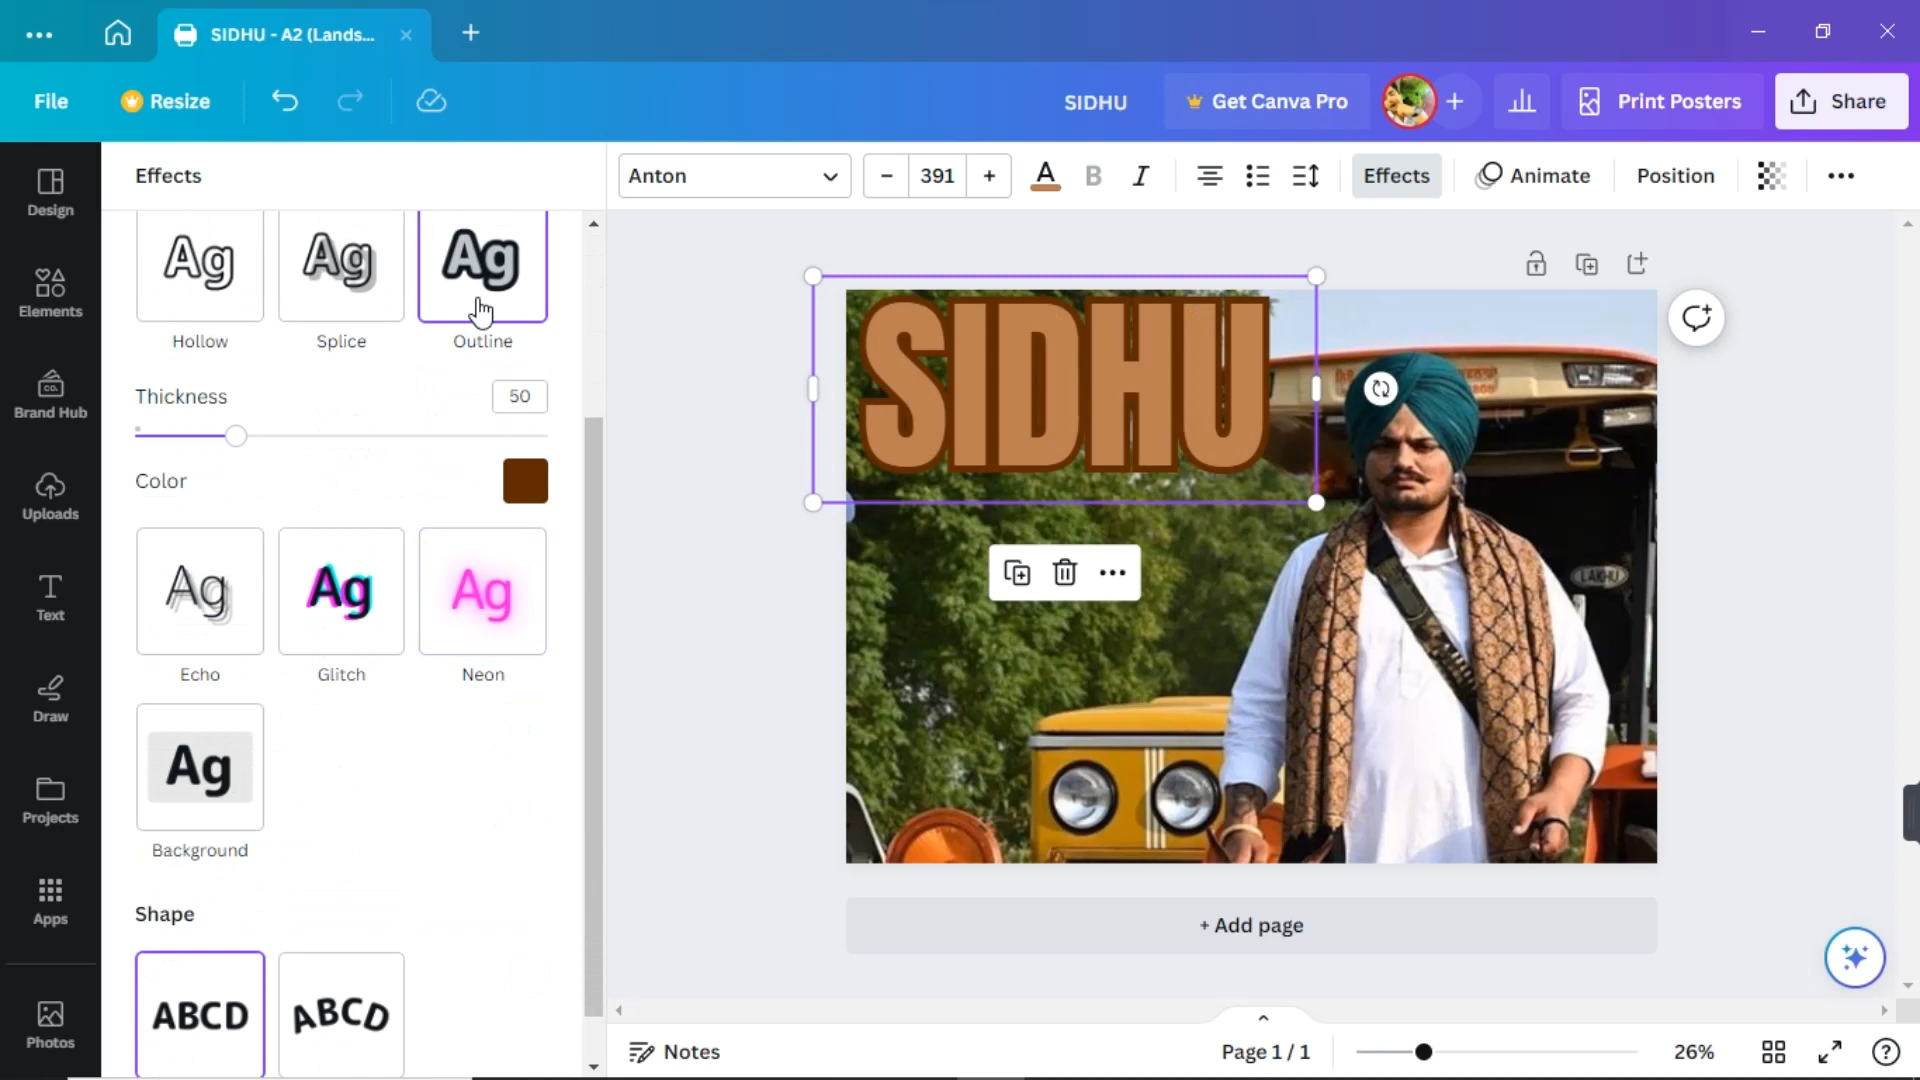 SIDHU - A2 (Lands...
File
Resize
SIDHU
Get Canva Pro
Print Posters
Share
Design
Elements
CO.
Brand Hub
Uploads
Text
Draw
Projects
Apps
Photos
Effects
Ag
Ag
Ag
Hollow
Splice
Outline
Thickness
50
Color
Ag
Ag
Ag
Echo
Glitch
Neon
Ag
Background
Shape
ABCD
ABCD
Anton
391
A
B
I
Effects
Animate
Position
SIDHU
LAKHU
+ Add page
Notes
Page 1 / 1
26%